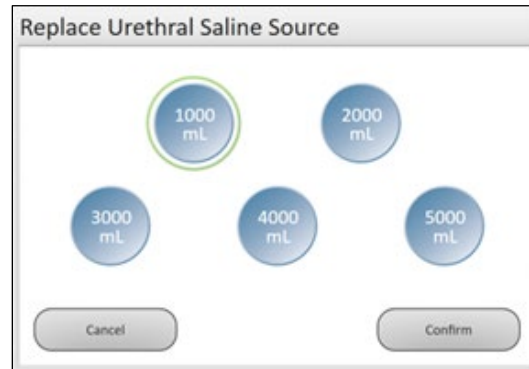 Replace Urethral Saline Source
1000
mL
2000
mL
3000
mL
4000
mL
5000
mL
Cancel
Confirm